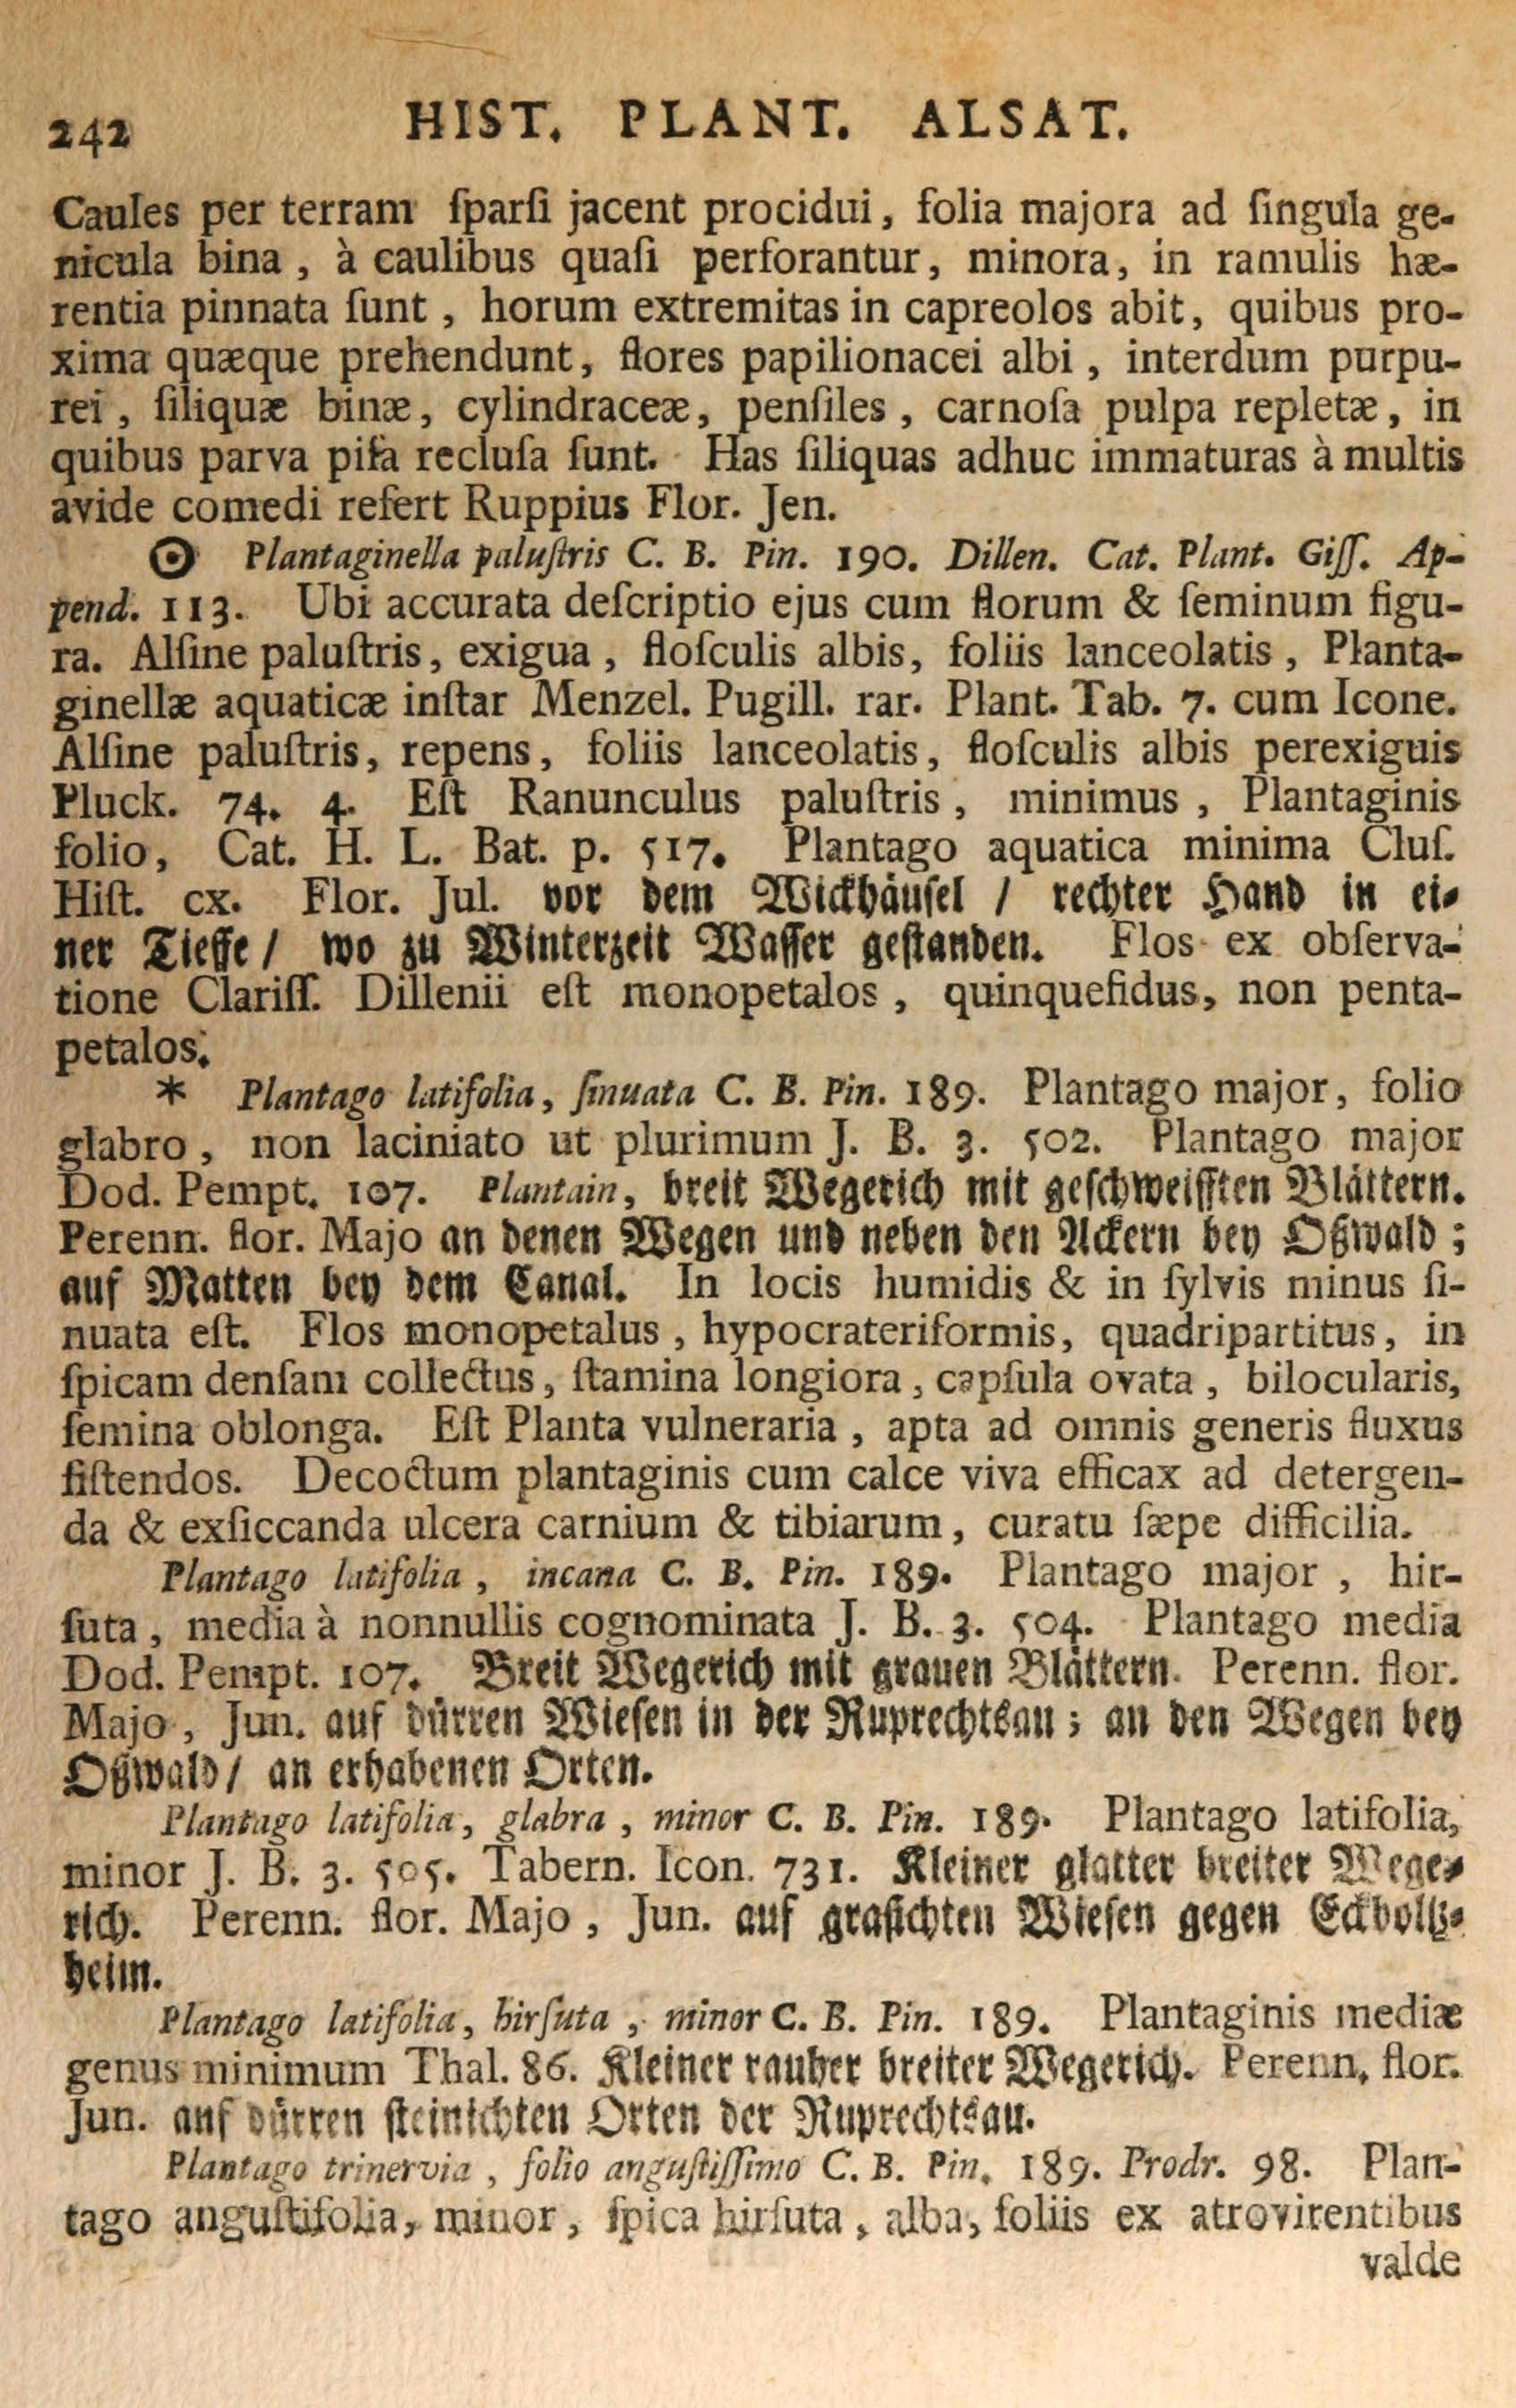 242 HIST. PLANT. ALSAT.
Caules per terram ſparſi jacent procidui, folia majora ad ſingula ge-
nicula bina, à caulibus quaſi perforantur, minora, in ramulis hæ-
rentia pinnata ſunt, horum extremitas in capreolos abit, quibus pro-
xima quæque prehendunt, flores papilionacei albi, interdum purpu-
rei, ſiliquæ binæ, cylindraceæ, penſiles, carnoſa pulpa repletæ, in
quibus parva piſa recluſa ſunt. Has ſiliquas adhuc immaturas à multis
avide comedi refert Ruppius Flor. Jen.
☉ Plantaginella paluſtris C. B. Pin. 190. Dillen. Cat. Plant. Giſſ. Ap-
pend. 113. Ubi accurata deſcriptio ejus cum florum & ſeminum figu-
ra. Alſine paluſtris, exigua, floſculis albis, foliis lanceolatis, Planta-
ginellæ aquaticæ inſtar Menzel. Pugill. rar. Plant. Tab. 7. cum Icone.
Alſine paluſtris, repens, foliis lanceolatis, floſculis albis perexiguis
Pluck. 74. 4. Eſt Ranunculus paluſtris, minimus, Plantaginis
folio, Cat. H. L. Bat. p. 517. Plantago aquatica minima Cluſ.
Hiſt. cx. Flor. Jul. vor dem Wickhäuſel / rechter Hand in ei-
ner Tieffe / wo zu Winterzeit Waſſer geſtanden. Flos ex obſerva-
tione Clariſſ. Dillenii eſt monopetalos, quinquefidus, non penta-
petalos.
* Plantago latifolia, ſinuata C. B. Pin. 189. Plantago major, folio
glabro, non laciniato ut plurimum J. B. 3. 502. Plantago major
Dod. Pempt. 107. Plantain, breit Wegerich mit geſchweifften Blättern.
Perenn. flor. Majo an denen Wegen und neben den Ackern bey Oßwald;
auf Matten bey dem Canal. In locis humidis & in ſylvis minus ſi-
nuata eſt. Flos monopetalus, hypocrateriformis, quadripartitus, in
ſpicam denſam collectus, ſtamina longiora, capſula ovata, bilocularis,
ſemina oblonga. Eſt Planta vulneraria, apta ad omnis generis fluxus
ſiſtendos. Decoctum plantaginis cum calce viva efficax ad detergen-
da & exſiccanda ulcera carnium & tibiarum, curatu ſæpe difficilia.
Plantago latifolia, incana C. B. Pin. 189. Plantago major, hir-
ſuta, media à nonnullis cognominata J. B. 3. 504. Plantago media
Dod. Pempt. 107. Breit Wegerich mit grauen Blättern. Perenn. flor.
Majo, Jun. auf dürren Wieſen in der Ruprechtsau; an den Wegen bey
Oßwald / an erhabenen Orten.
Plantago latifolia, glabra, minor C. B. Pin. 189. Plantago latifolia,
minor J. B. 3. 505. Tabern. Icon. 731. Kleiner glatter breiter Wege-
rich. Perenn. flor. Majo, Jun. auf graſichten Wieſen gegen Eckbolß-
heim.
Plantago latifolia, hirſuta, minor C. B. Pin. 189. Plantaginis mediæ
genus minimum Thal. 86. Kleiner rauher breiter Wegerich. Perenn. flor.
Jun. auf dürren ſteinichten Orten der Ruprechtsau.
Plantago trinervia, folio anguſtiſſimo C. B. Pin. 189. Prodr. 98. Plan-
tago anguſtifolia, minor, ſpica hirſuta, alba, foliis ex atrovirentibus
valde